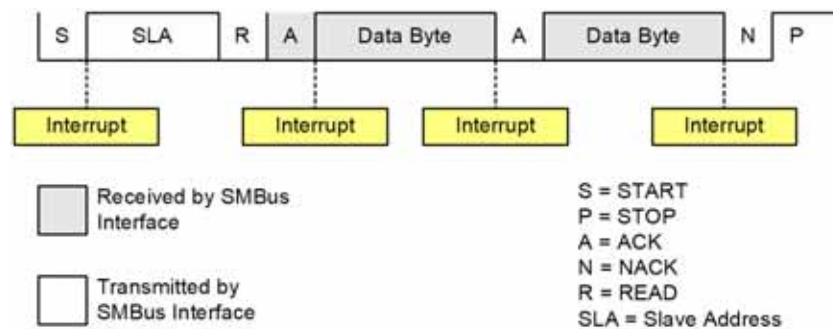 S SLA R A Data Byte A Data Byte N P
Interrupt Interrupt Interrupt Interrupt
Received by SMBus
Interface
Transmitted by
SMBus Interface
S = START
P = STOP
A = ACK
N = NACK
R = READ
SLA = Slave Address